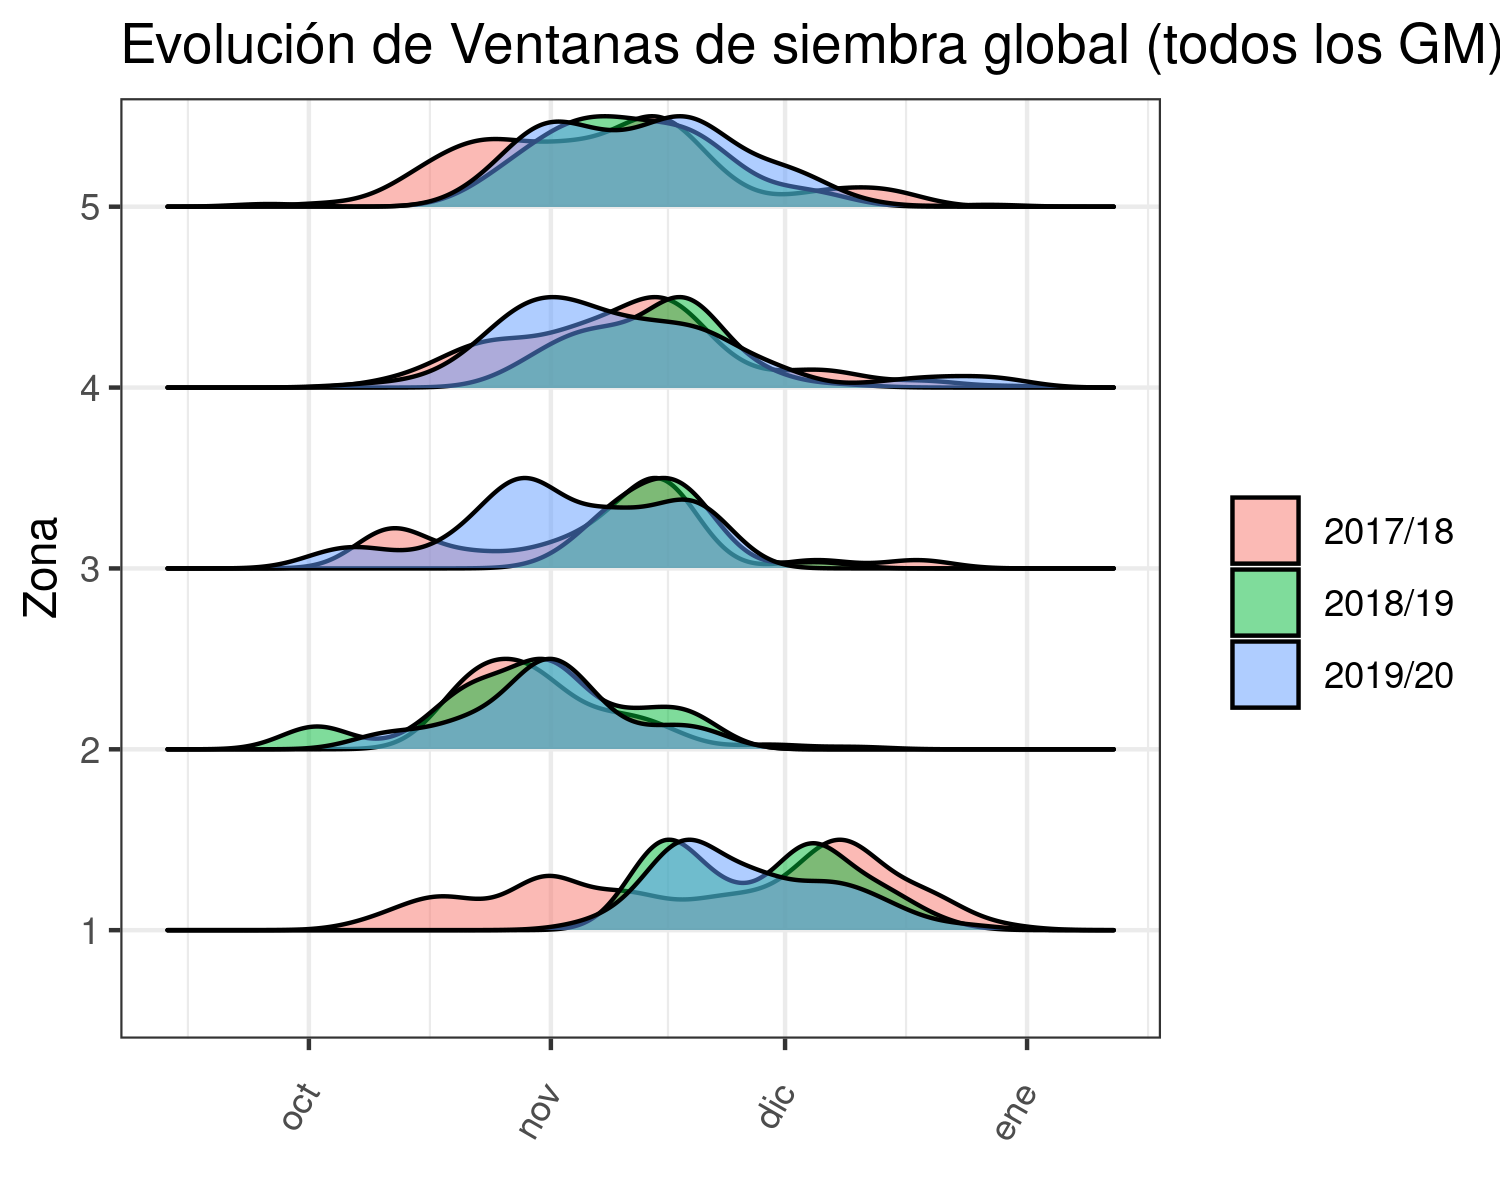 Evolución de Ventanas de siembra global (todos los GM)
5
4
3
2
1
Zona
oct
nov
dic
ene
2017/18
2018/19
2019/20